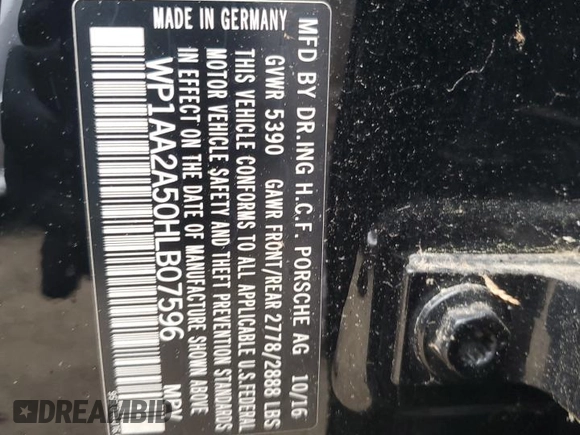 MADE IN GERMANY
MFD BY DR.ING H.C.F. PORSCHE AG 10/16
GVWR 5390 GAWR FRONT/REAR 2778/2888 LBS
THIS VEHICLE CONFORMS TO ALL APPLICABLE U.S.FEDERAL
MOTOR VEHICLE SAFETY AND THEFT PREVENTION STANDARDS
IN EFFECT ON THE DATE OF MANUFACTURE SHOWN ABOVE
WP1AA2A50HLB07596 MPV
DREAMBID